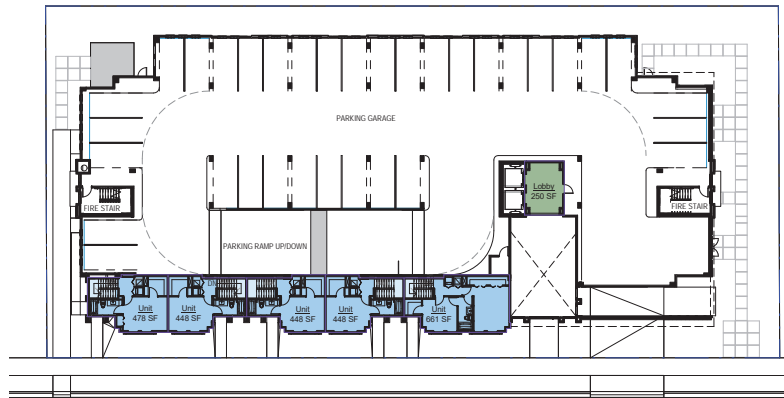 PARKING GARAGE
Lobby
250 SF
FIRE STAIR
FIRE STAIR
PARKING RAMP UP/DOWN
DN
Unit
478 SF
Unit
448 SF
Unit
448 SF
Unit
448 SF
Unit
661 SF